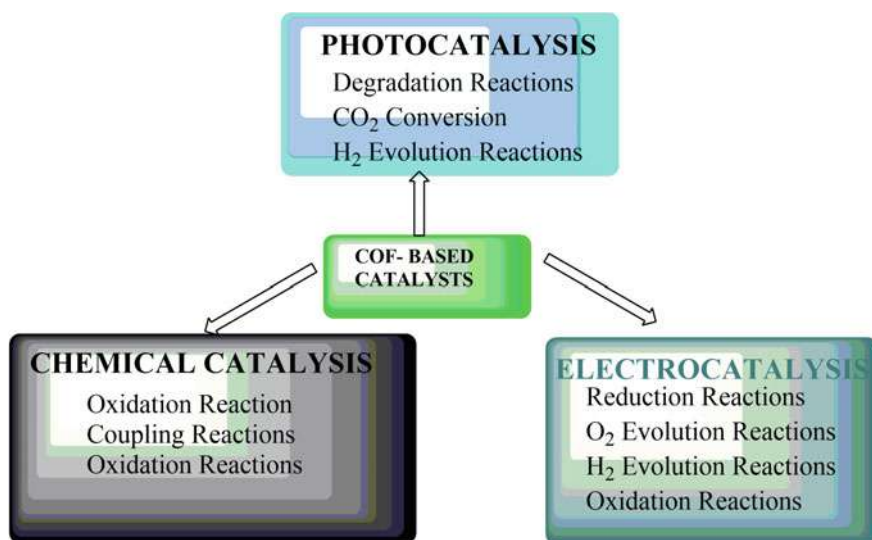 PHOTOCATALYSIS
Degradation Reactions
CO₂ Conversion
H₂ Evolution Reactions
COF- BASED
CATALYSTS
CHEMICAL CATALYSIS
Oxidation Reaction
Coupling Reactions
Oxidation Reactions
ELECTROCATALYSIS
Reduction Reactions
O₂ Evolution Reactions
H₂ Evolution Reactions
Oxidation Reactions